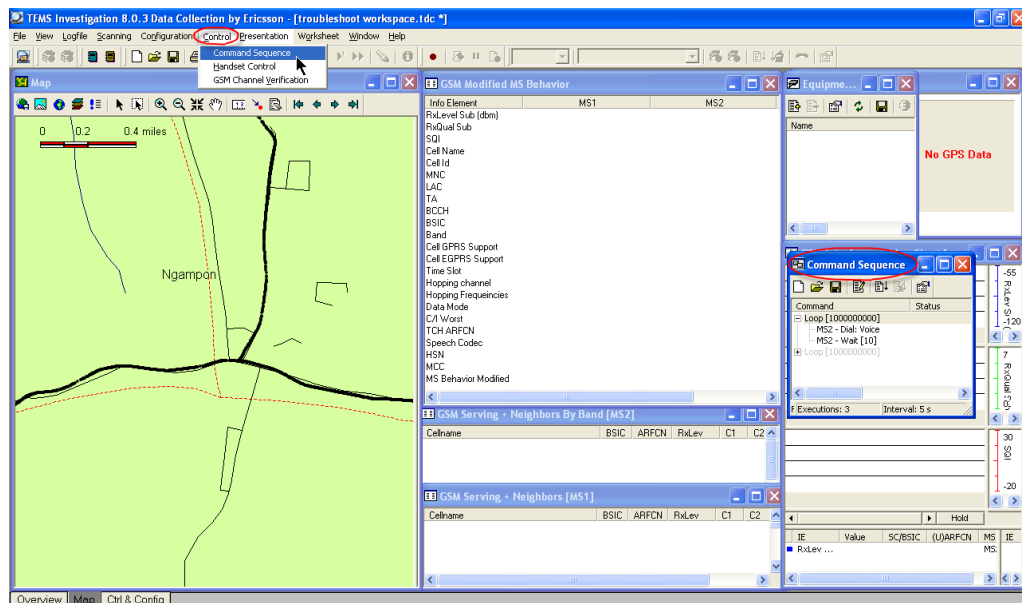 TEMS Investigation 8.0.3 Data Collection by Ericsson - [troubleshoot workspace.tdc *]
File View Logfile Scanning Configuration Control Presentation Worksheet Window Help
Command Sequence
Handset Control
GSM Channel Verification
Map
0 0.2 0.4 miles
Ngampon
GSM Modified MS Behavior
Info Element MS1 MS2
RxLevel Sub (dbm)
RxQual Sub
SQI
Cell Name
Cell Id
MNC
LAC
TA
BCCH
BSIC
Band
Cell GPRS Support
Cell EGPRS Support
Time Slot
Hopping channel
Hopping Frequeincies
Data Mode
C/I Worst
TCH ARFCN
Speech Codec
HSN
MCC
MS Behavior Modified
GSM Serving + Neighbors By Band [MS2]
Cellname BSIC ARFCN RxLev C1 C2
GSM Serving + Neighbors [MS1]
Cellname BSIC ARFCN RxLev C1 C2
Equipme...
Name
No GPS Data
Command Sequence
Command Status
Loop [1000000000]
MS2 - Dial: Voice
MS2 - Wait [10]
Loop [1000000000]
Executions: 3 Interval: 5 s
-55
-120
7
30
SQI
-20
Hold
IE Value SC/BSIC (U)ARFCN MS IE
RxLev ... MS:
Overview Map Ctrl & Config